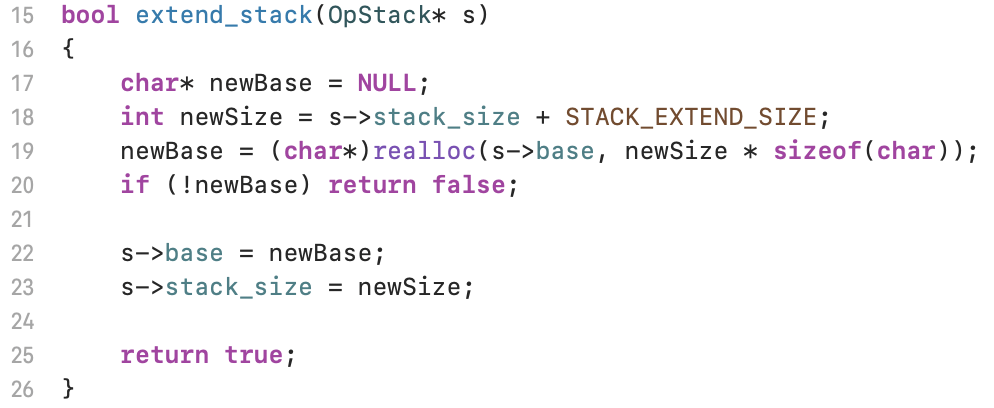 15 bool extend_stack(OpStack* s)
16 {
17     char* newBase = NULL;
18     int newSize = s->stack_size + STACK_EXTEND_SIZE;
19     newBase = (char*)realloc(s->base, newSize * sizeof(char));
20     if (!newBase) return false;
21
22     s->base = newBase;
23     s->stack_size = newSize;
24
25     return true;
26 }